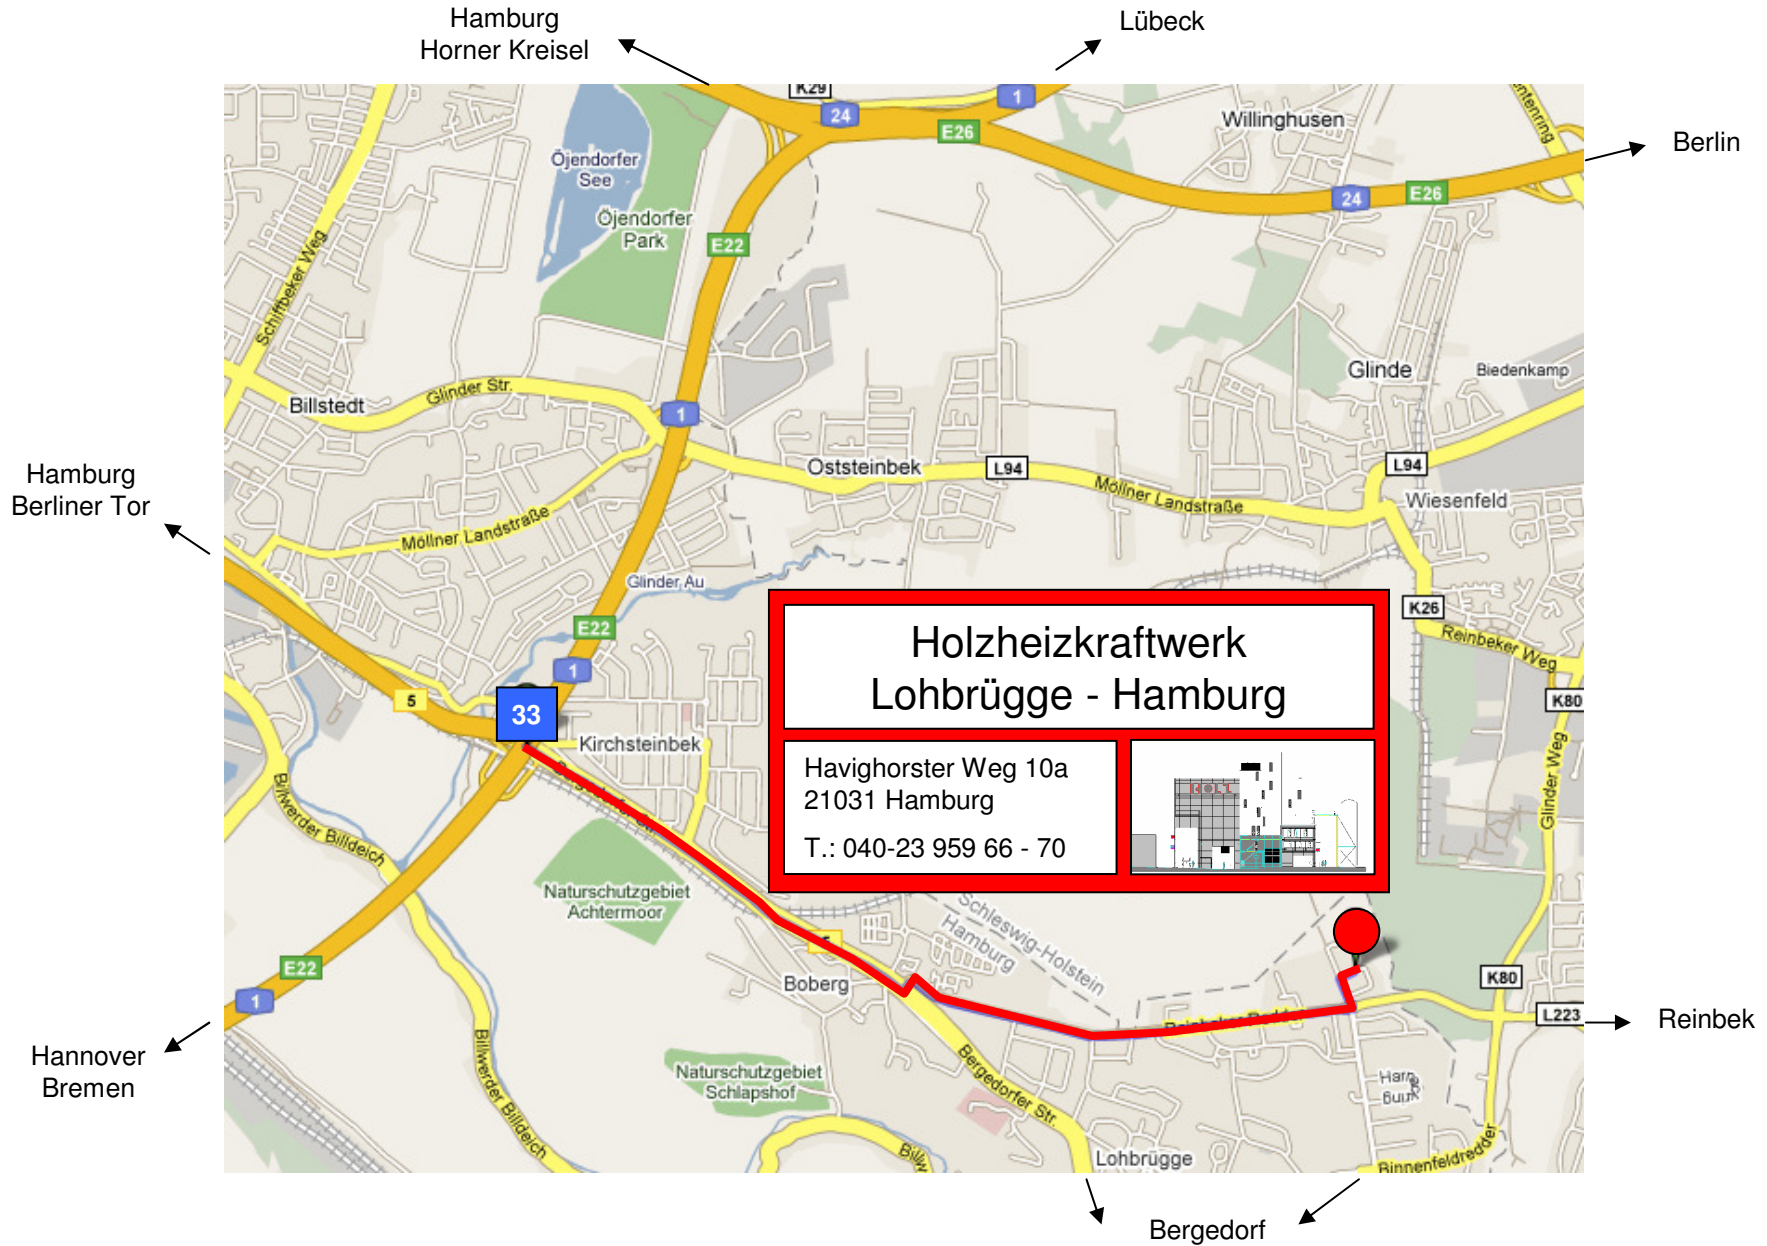 Hamburg
Horner Kreisel
Lübeck
K29
24
1
E26
Willinghusen
Berlin
24
E26
Öjendorfer
See
Öjendorfer
Park
E22
Schiffbeker Weg
Glinde
Biedenkamp
Glinder Str.
Billstedt
1
Oststeinbek
L94
L94
Möllner Landstraße
Wiesenfeld
Hamburg
Berliner Tor
Möllner Landstraße
Glinder Au
E22
K26
Reinbeker Weg
1
5
33
Kirchsteinbek
K80
Holzheizkraftwerk
Lohbrügge - Hamburg
Havighorster Weg 10a
21031 Hamburg
T.: 040-23 959 66 - 70
Glinder Weg
Billwerder Billdeich
Bergedorfer Str.
Naturschutzgebiet
Achtermoor
Schleswig-Holstein
Hamburg
E22
1
Boberg
K80
L223
Reinbek
Hannover
Bremen
Billwerder Billdeich
Naturschutzgebiet
Schlapshof
Bergedorfer Str.
Lohbrügge
Binnenfeldredder
Bergedorf